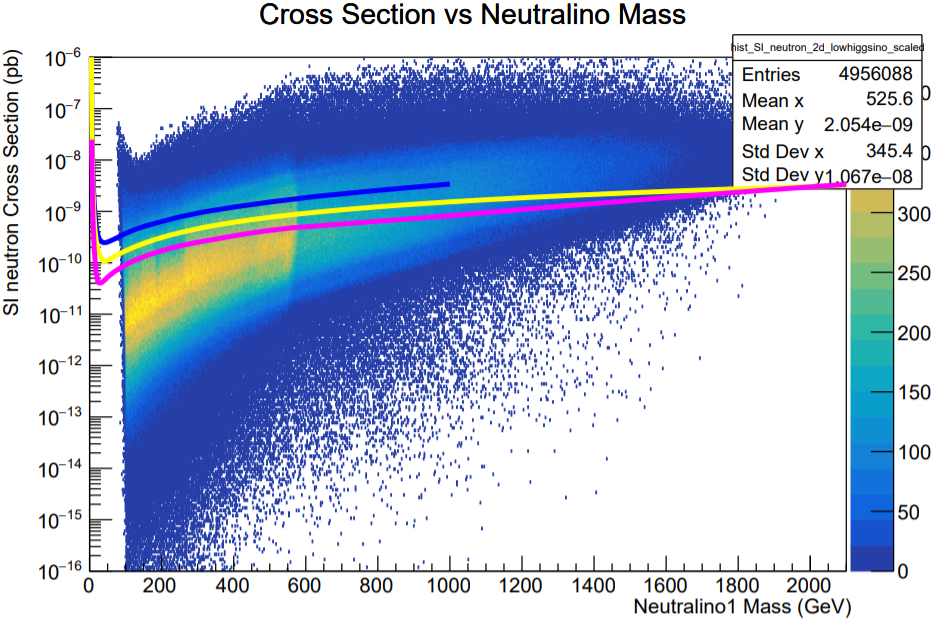 Cross Section vs Neutralino Mass
hist_SI_neutron_2d_lowhiggsino_scaled
Entries 4956088
Mean x 525.6
Mean y 2.054e−09
Std Dev x 345.4
Std Dev y 1.067e−08
SI neutron Cross Section (pb)
10−6
10−7
10−8
10−9
10−10
10−11
10−12
10−13
10−14
10−15
10−16
0 200 400 600 800 1000 1200 1400 1600 1800 2000
Neutralino1 Mass (GeV)
300
250
200
150
100
50
0